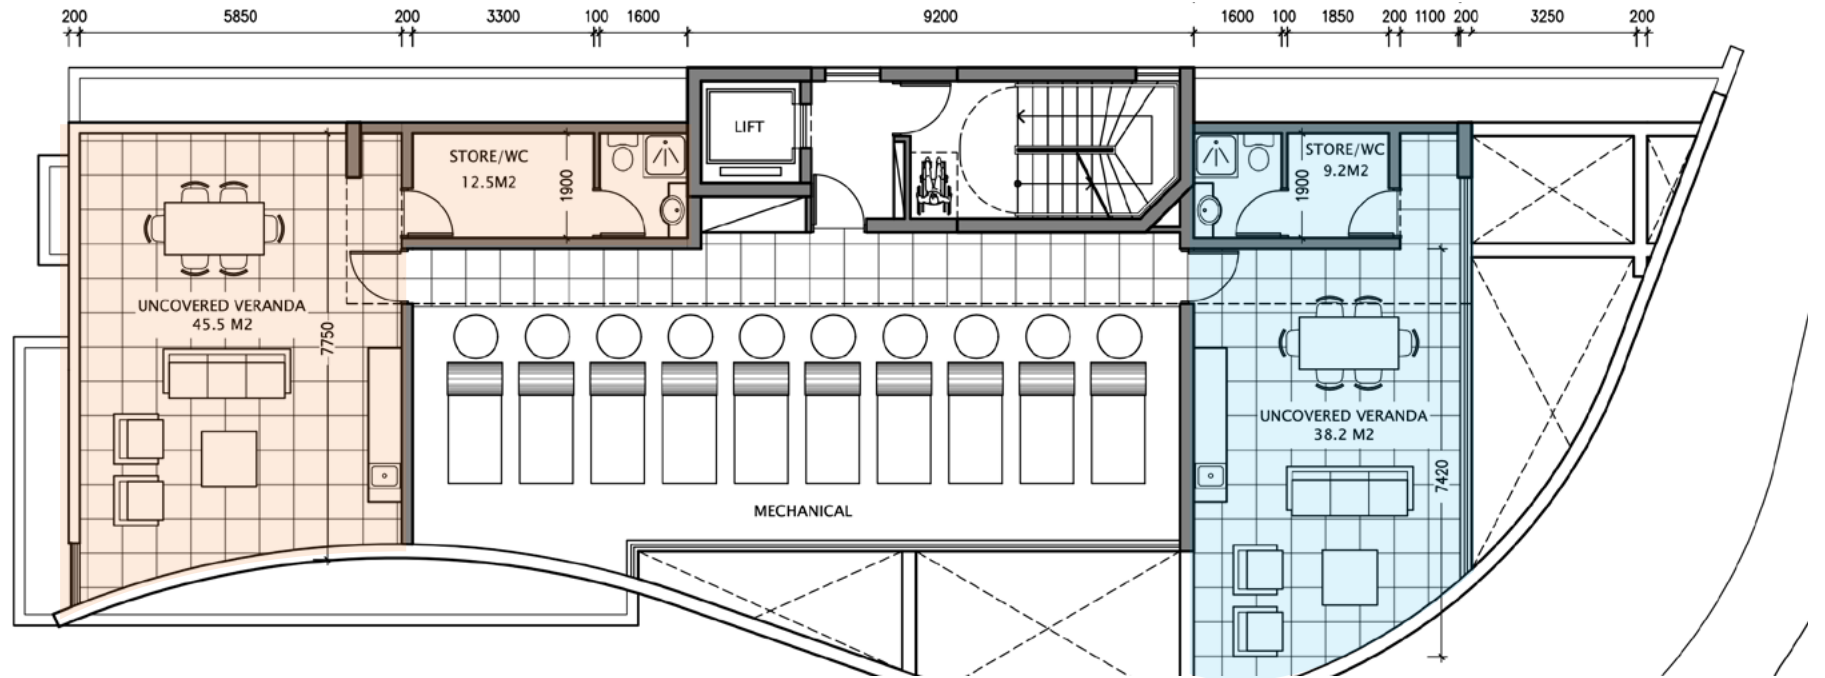 200 5850 200 3300 100 1600 9200 1600 100 1850 200 1100 200 3250 200
LIFT
STORE/WC
12.5M2
1900
STORE/WC
9.2M2
1900
UNCOVERED VERANDA
45.5 M2
7750
UNCOVERED VERANDA
38.2 M2
7420
MECHANICAL